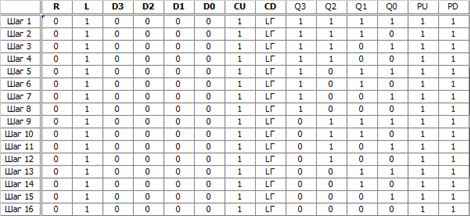 R L D3 D2 D1 D0 CU CD Q3 Q2 Q1 Q0 PU PD
Шаг 1 0 1 0 0 0 0 1 LГ 1 1 1 1 1 1
Шаг 2 0 1 0 0 0 0 1 LГ 1 1 1 0 1 1
Шаг 3 0 1 0 0 0 0 1 LГ 1 1 0 1 1 1
Шаг 4 0 1 0 0 0 0 1 LГ 1 1 0 0 1 1
Шаг 5 0 1 0 0 0 0 1 LГ 1 0 1 1 1 1
Шаг 6 0 1 0 0 0 0 1 LГ 1 0 1 0 1 1
Шаг 7 0 1 0 0 0 0 1 LГ 1 0 0 1 1 1
Шаг 8 0 1 0 0 0 0 1 LГ 1 0 0 0 1 1
Шаг 9 0 1 0 0 0 0 1 LГ 0 1 1 1 1 1
Шаг 10 0 1 0 0 0 0 1 LГ 0 1 1 0 1 1
Шаг 11 0 1 0 0 0 0 1 LГ 0 1 0 1 1 1
Шаг 12 0 1 0 0 0 0 1 LГ 0 1 0 0 1 1
Шаг 13 0 1 0 0 0 0 1 LГ 0 0 1 1 1 1
Шаг 14 0 1 0 0 0 0 1 LГ 0 0 1 0 1 1
Шаг 15 0 1 0 0 0 0 1 LГ 0 0 0 1 1 1
Шаг 16 0 1 0 0 0 0 1 LГ 0 0 0 0 1 1